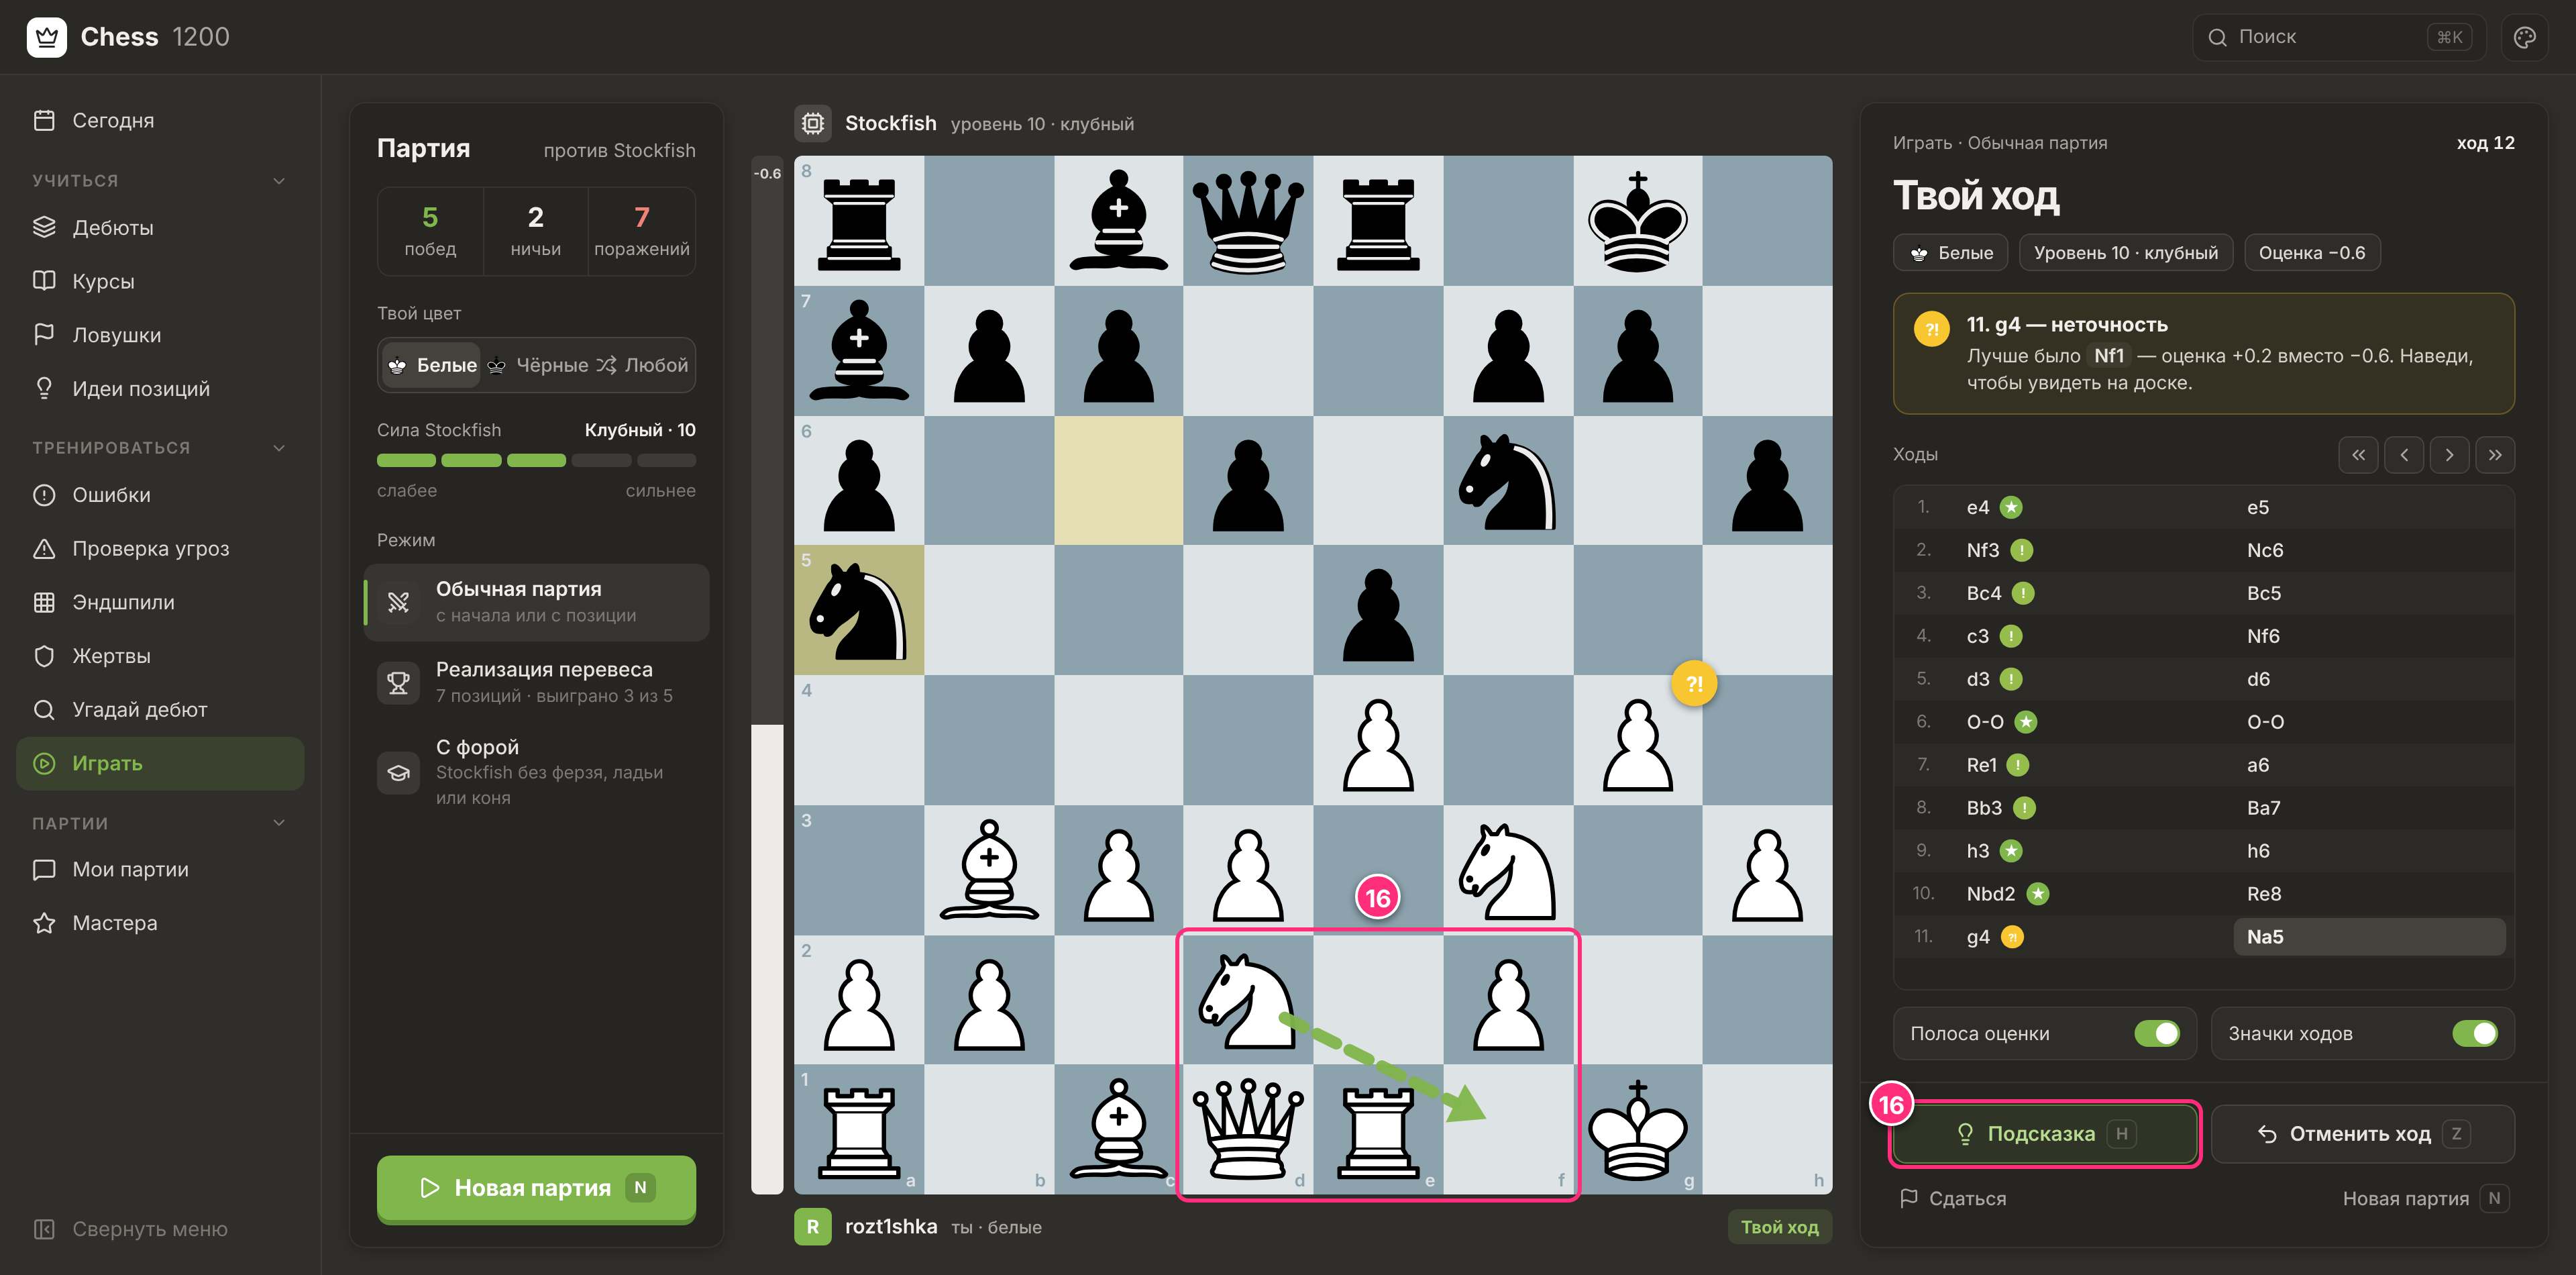 Chess 1200
Поиск ⌘K
Сегодня
УЧИТЬСЯ
Дебюты
Курсы
Ловушки
Идеи позиций
ТРЕНИРОВАТЬСЯ
Ошибки
Проверка угроз
Эндшпили
Жертвы
Угадай дебют
Играть
ПАРТИИ
Мои партии
Мастера
Свернуть меню
Партия против Stockfish
5 2 7
побед ничьи поражений
Твой цвет
Белые Чёрные Любой
Сила Stockfish Клубный · 10
слабее сильнее
Режим
Обычная партия
с начала или с позиции
Реализация перевеса
7 позиций · выиграно 3 из 5
С форой
Stockfish без ферзя, ладьи
или коня
Новая партия N
Stockfish уровень 10 · клубный
-0.6
8
7
6
5
4
?!
3
16
2
1
a b c d e f g h
R rozt1shka ты · белые Твой ход
Играть · Обычная партия ход 12
Твой ход
Белые Уровень 10 · клубный Оценка −0.6
?! 11. g4 — неточность
Лучше было Nf1 — оценка +0.2 вместо −0.6. Наведи,
чтобы увидеть на доске.
Ходы
1. e4 e5
2. Nf3 ! Nc6
3. Bc4 ! Bc5
4. c3 ! Nf6
5. d3 ! d6
6. O-O O-O
7. Re1 ! a6
8. Bb3 ! Ba7
9. h3 h6
10. Nbd2 Re8
11. g4 ?! Na5
Полоса оценки Значки ходов
16
Подсказка H Отменить ход Z
Сдаться Новая партия N